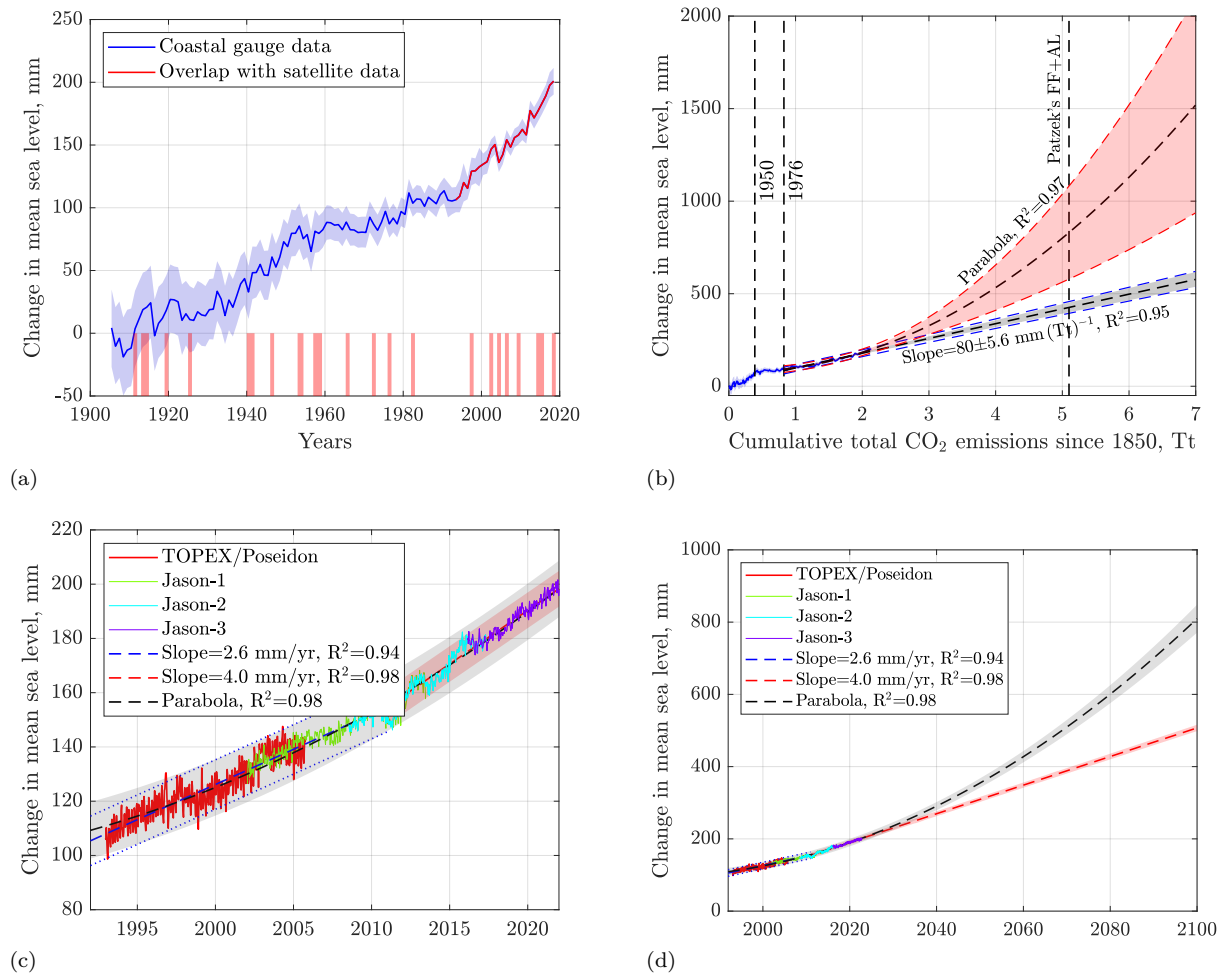 250
200
150
100
50
0
-50
Change in mean sea level, mm
Coastal gauge data
Overlap with satellite data
1900 1920 1940 1960 1980 2000 2020
Years
(a)
2000
1500
1000
500
0
Change in mean sea level, mm
1950
1976
Patzek's FF+AL
Parabola, R²=0.97
Slope=80±5.6 mm (Tt)⁻¹, R²=0.95
0 1 2 3 4 5 6 7
Cumulative total CO₂ emissions since 1850, Tt
(b)
220
200
180
160
140
120
100
80
Change in mean sea level, mm
TOPEX/Poseidon
Jason-1
Jason-2
Jason-3
Slope=2.6 mm/yr, R²=0.94
Slope=4.0 mm/yr, R²=0.98
Parabola, R²=0.98
1995 2000 2005 2010 2015 2020
(c)
1000
800
600
400
200
0
Change in mean sea level, mm
TOPEX/Poseidon
Jason-1
Jason-2
Jason-3
Slope=2.6 mm/yr, R²=0.94
Slope=4.0 mm/yr, R²=0.98
Parabola, R²=0.98
2000 2020 2040 2060 2080 2100
(d)